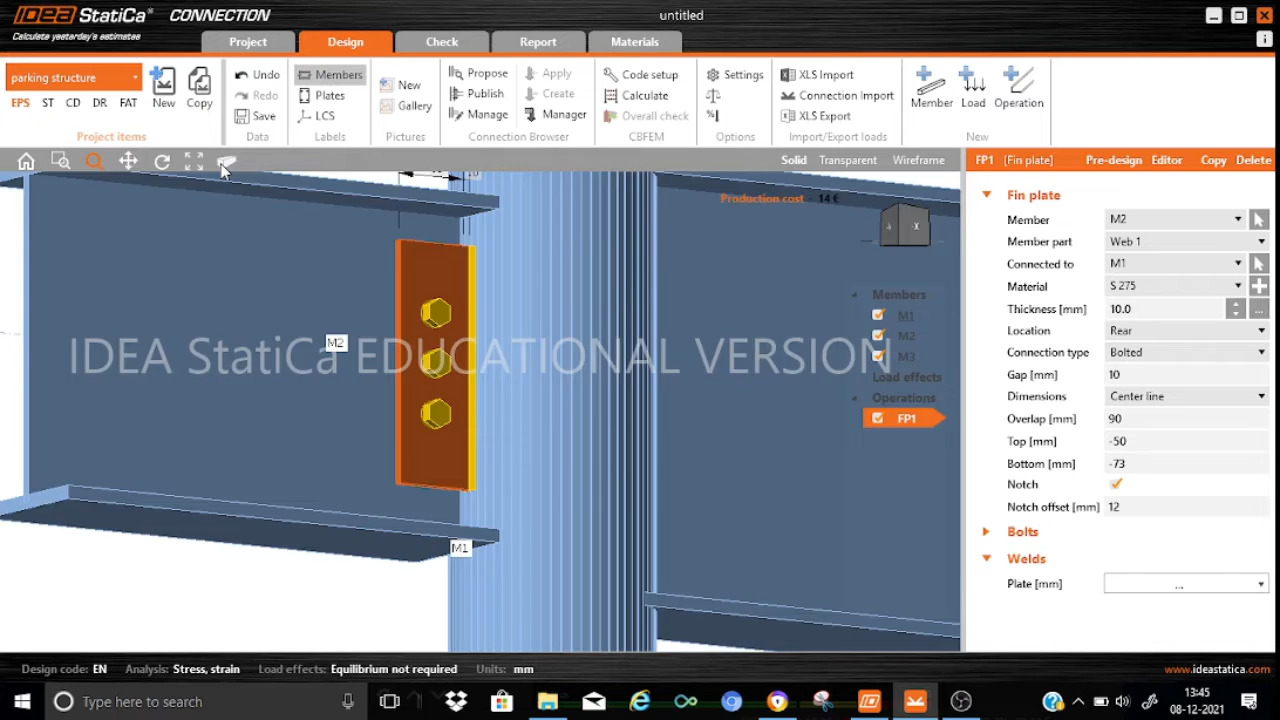 IDEA StatiCa® CONNECTION
Calculate yesterday's estimates
untitled
Project Design Check Report Materials
parking structure
EPS ST CD DR FAT
New Copy
Project items
Undo
Redo
Save
Data
Members
Plates
LCS
Labels
New
Gallery
Pictures
Propose
Publish
Manage
Apply
Create
Manager
Connection Browser
Code setup
Calculate
Overall check
CBFEM
Settings
Options
XLS Import
Connection Import
XLS Export
Import/Export loads
Member Load Operation
New
Solid Transparent Wireframe
FP1 [Fin plate] Pre-design Editor Copy Delete
Production cost - 14 €
-X
M2
M1
IDEA StatiCa EDUCATIONAL VERSION
Members
M1
M2
M3
Load effects
Operations
FP1
Fin plate
Member M2
Member part Web 1
Connected to M1
Material S 275
Thickness [mm] 10.0
Location Rear
Connection type Bolted
Gap [mm] 10
Dimensions Center line
Overlap [mm] 90
Top [mm] -50
Bottom [mm] -73
Notch
Notch offset [mm] 12
Bolts
Welds
Plate [mm] ...
Design code: EN Analysis: Stress, strain Load effects: Equilibrium not required Units: mm
www.ideastatica.com
Type here to search
13:45
08-12-2021